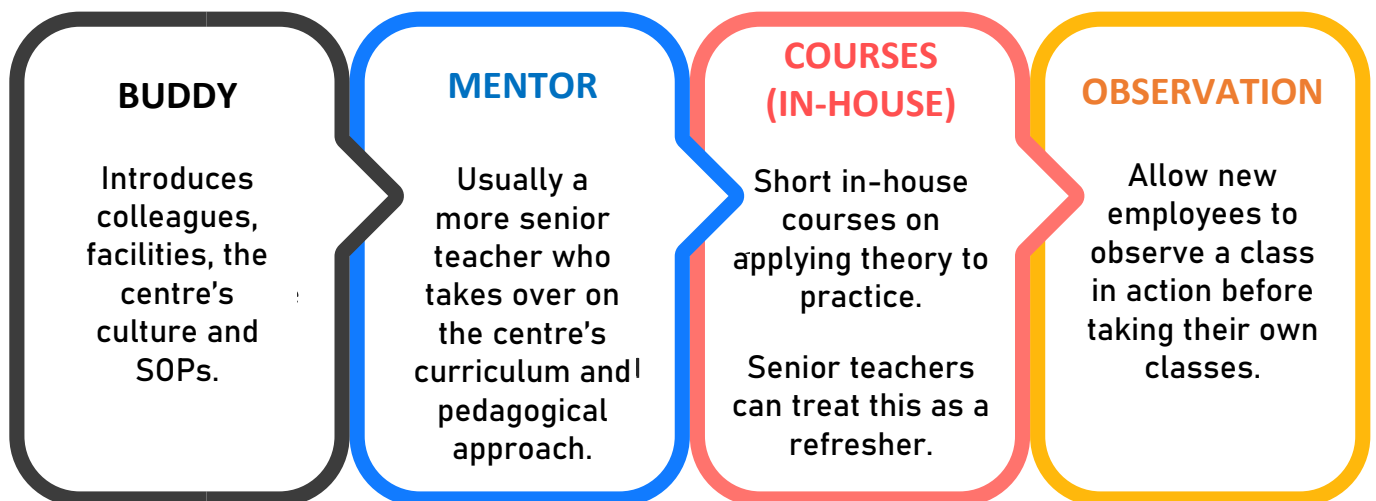 BUDDY
Introduces
colleagues,
facilities, the
centre's
culture and
SOPs.
MENTOR
Usually a
more senior
teacher who
takes over on
the centre's
curriculum and
pedagogical
approach.
COURSES
(IN-HOUSE)
Short in-house
courses on
applying theory to
practice.
Senior teachers
can treat this as a
refresher.
OBSERVATION
Allow new
employees to
observe a class
in action before
taking their own
classes.